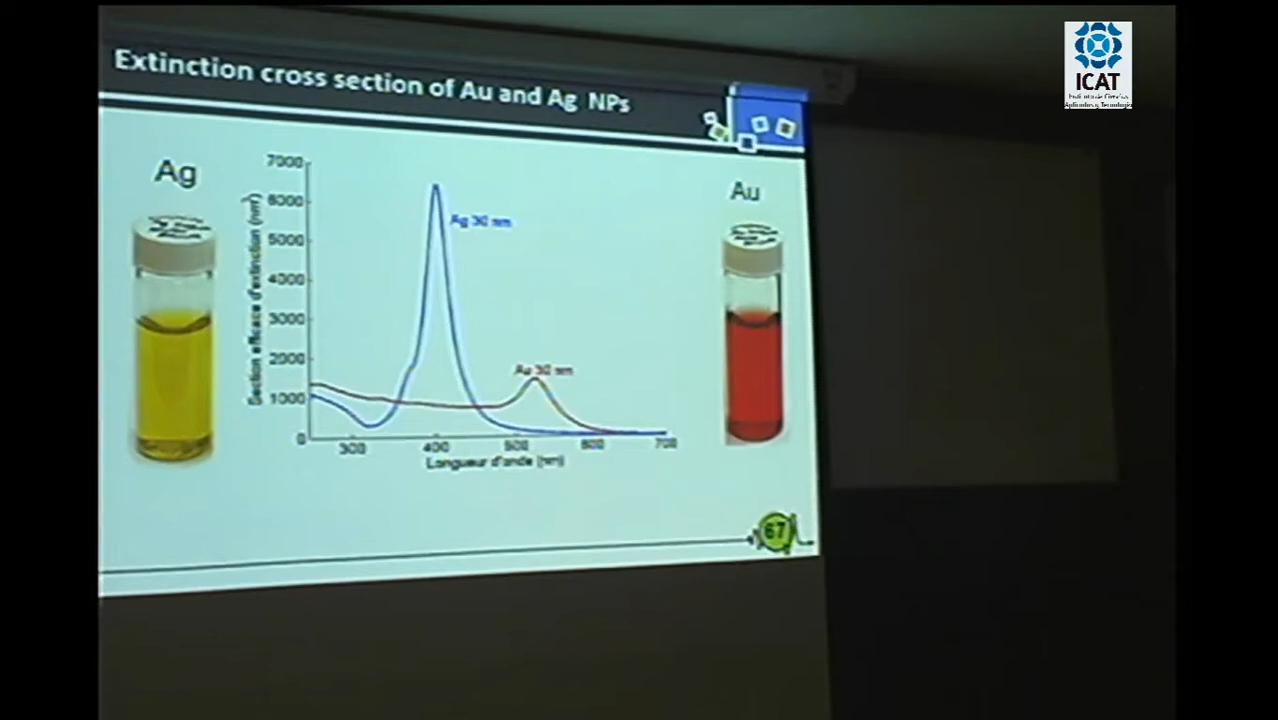 Extinction cross section of Au and Ag NPs
ICAT
Aplicadas y Tecnología
Ag
Au
Section efficace d'extinction (nm²)
7000
6000
5000
4000
3000
2000
1000
0
Ag 30 nm
Au 30 nm
300
400
500
600
700
Longueur d'onde (nm)
67